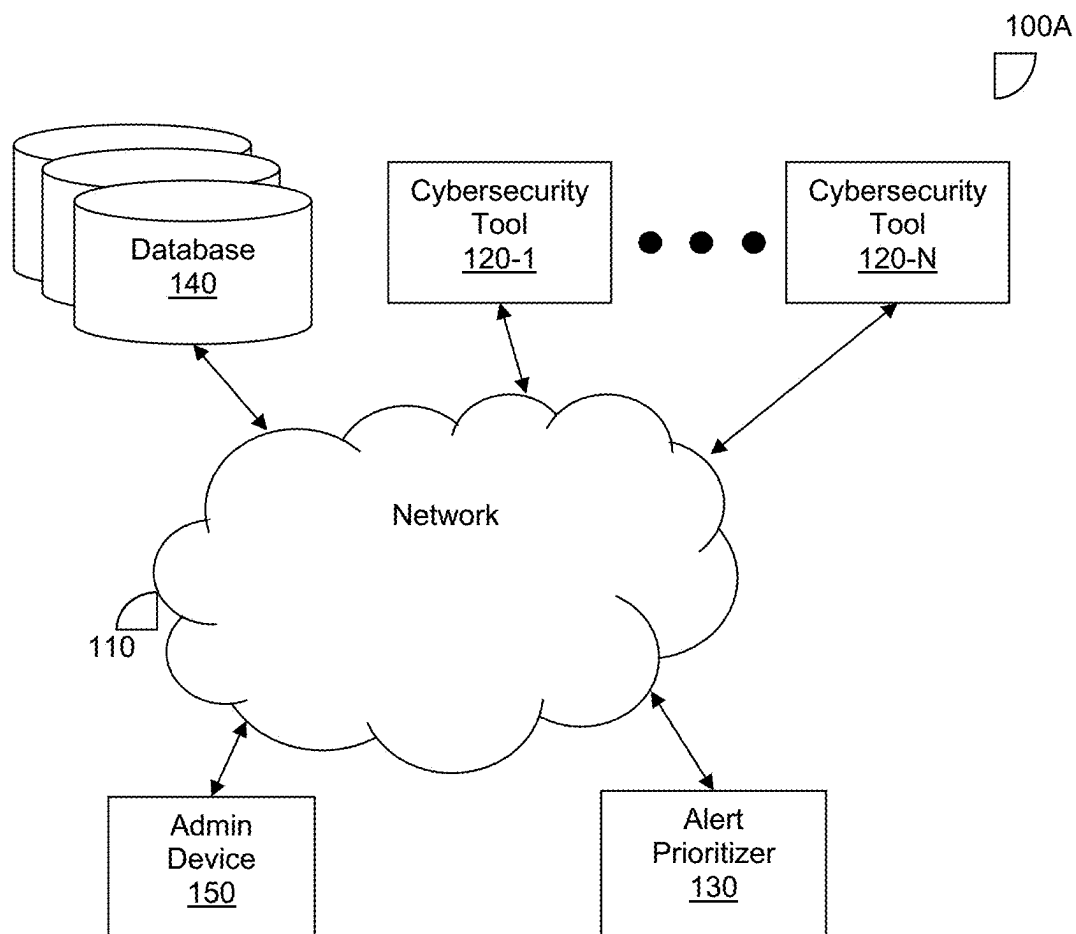 100A
Database
140
Cybersecurity
Tool
120-1
Cybersecurity
Tool
120-N
Network
110
Admin
Device
150
Alert
Prioritizer
130